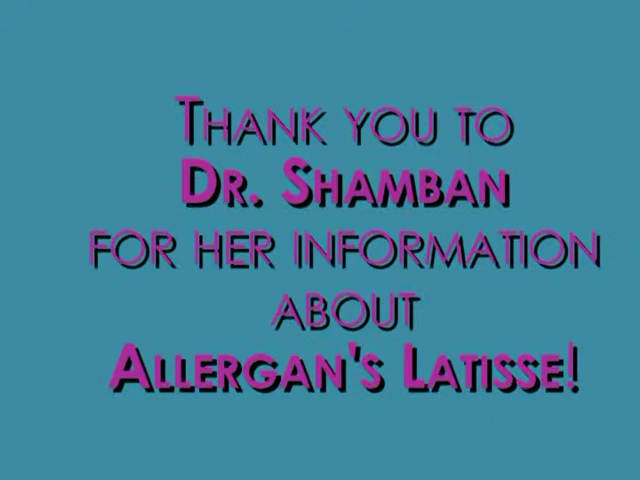 Thank you to
Dr. Shamban
for her information
about
Allergan's Latisse!